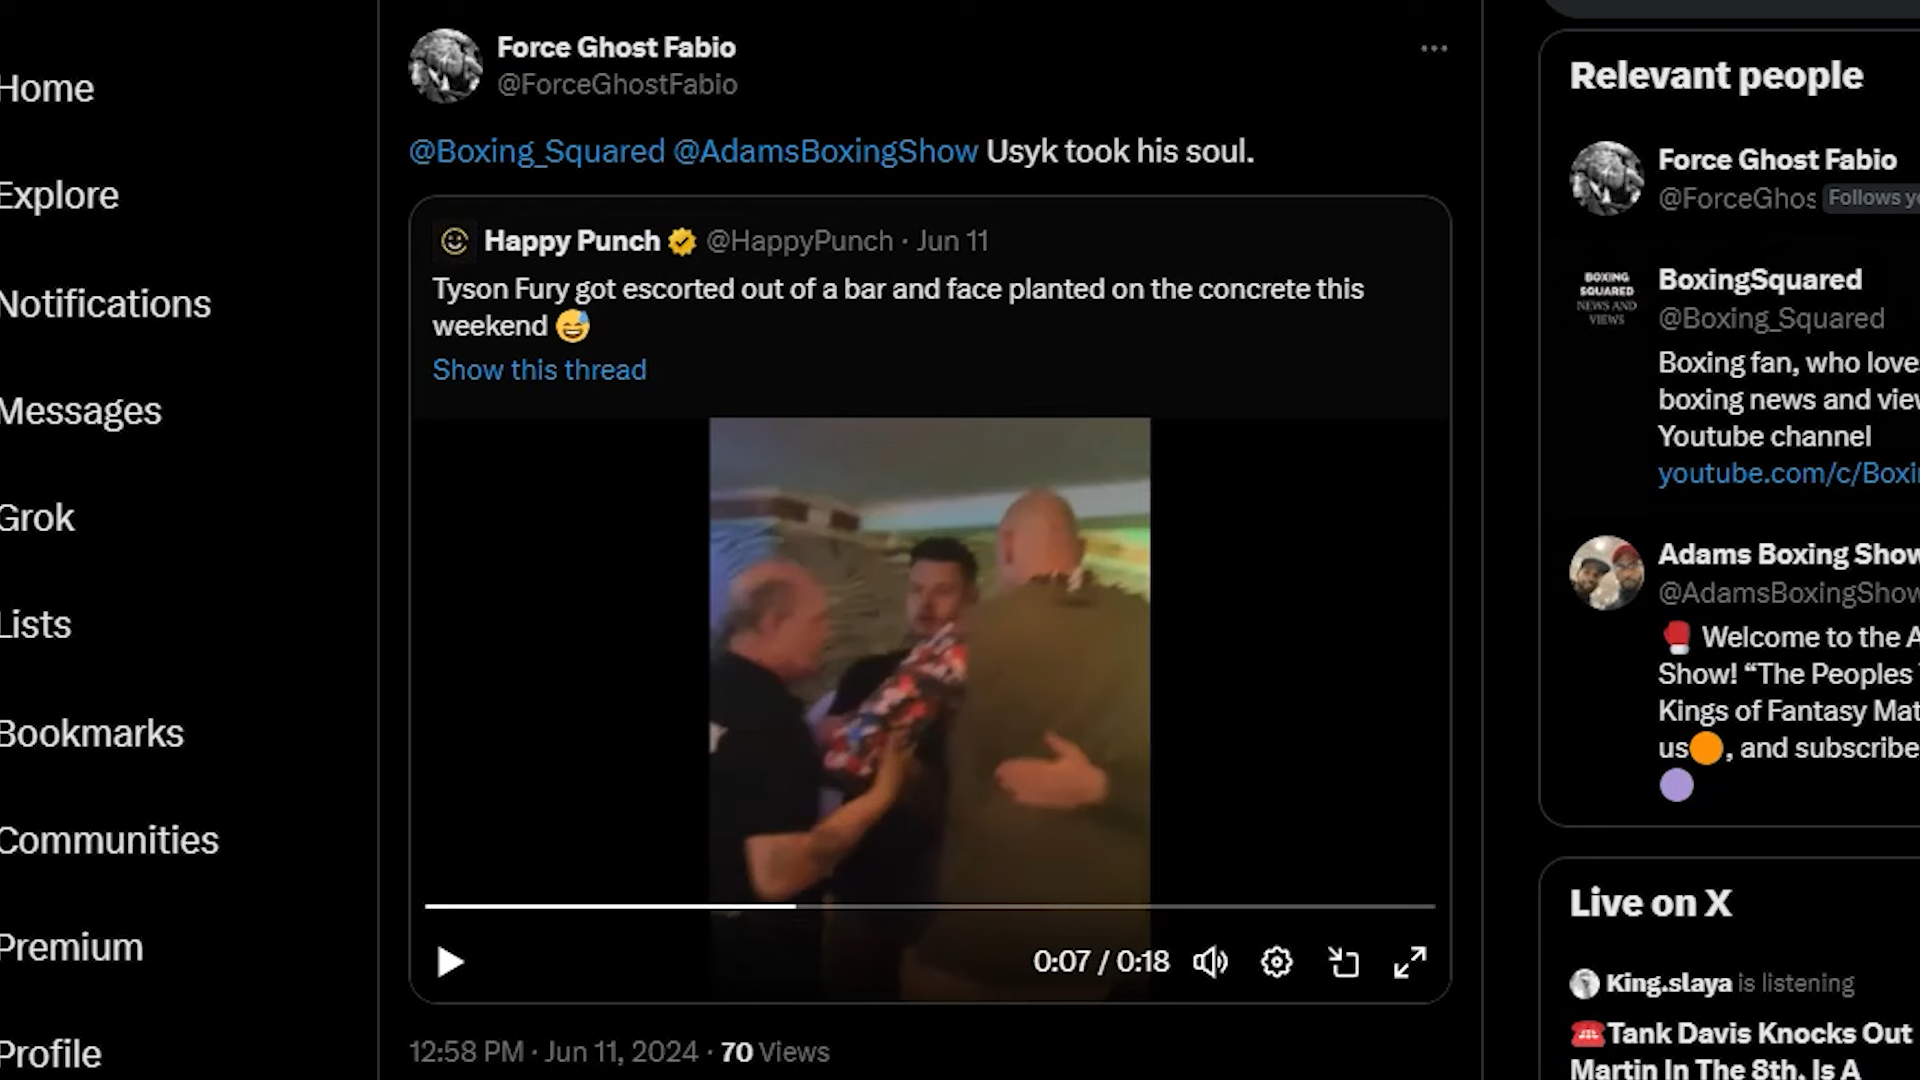 Home
Explore
Notifications
Messages
Grok
Lists
Bookmarks
Communities
Premium
Profile
Force Ghost Fabio
@ForceGhostFabio
@Boxing_Squared @AdamsBoxingShow Usyk took his soul.
Happy Punch @HappyPunch · Jun 11
Tyson Fury got escorted out of a bar and face planted on the concrete this
weekend 😅
Show this thread
0:07 / 0:18
12:58 PM · Jun 11, 2024 · 70 Views
Relevant people
Force Ghost Fabio
@ForceGhos Follows yo
BOXING
SQUARED
NEWS AND
VIEWS
BoxingSquared
@Boxing_Squared
Boxing fan, who loves
boxing news and view
Youtube channel
youtube.com/c/Boxin
Adams Boxing Show
@AdamsBoxingShow
🥊 Welcome to the A
Show! “The Peoples
Kings of Fantasy Mat
us🟠, and subscribe
🟣
Live on X
King.slaya is listening
☎️Tank Davis Knocks Out
Martin In The 8th, Is A